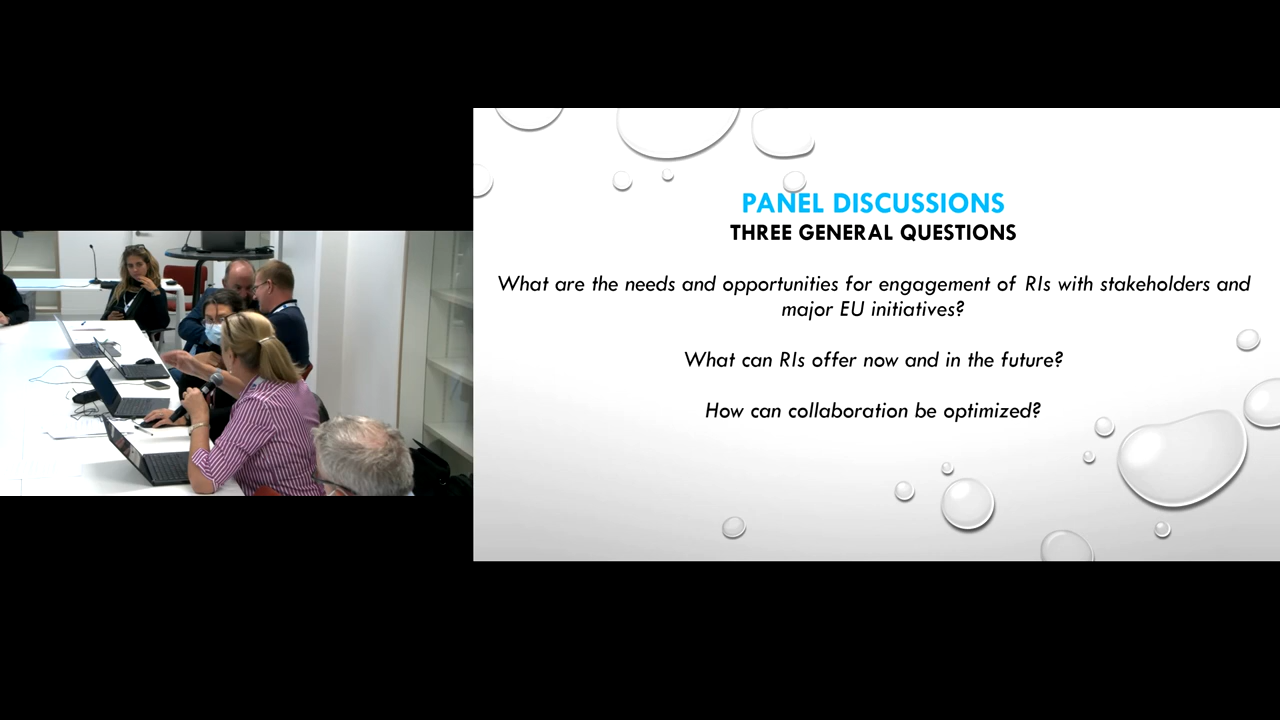 PANEL DISCUSSIONS
THREE GENERAL QUESTIONS
What are the needs and opportunities for engagement of RIs with stakeholders and
major EU initiatives?
What can RIs offer now and in the future?
How can collaboration be optimized?